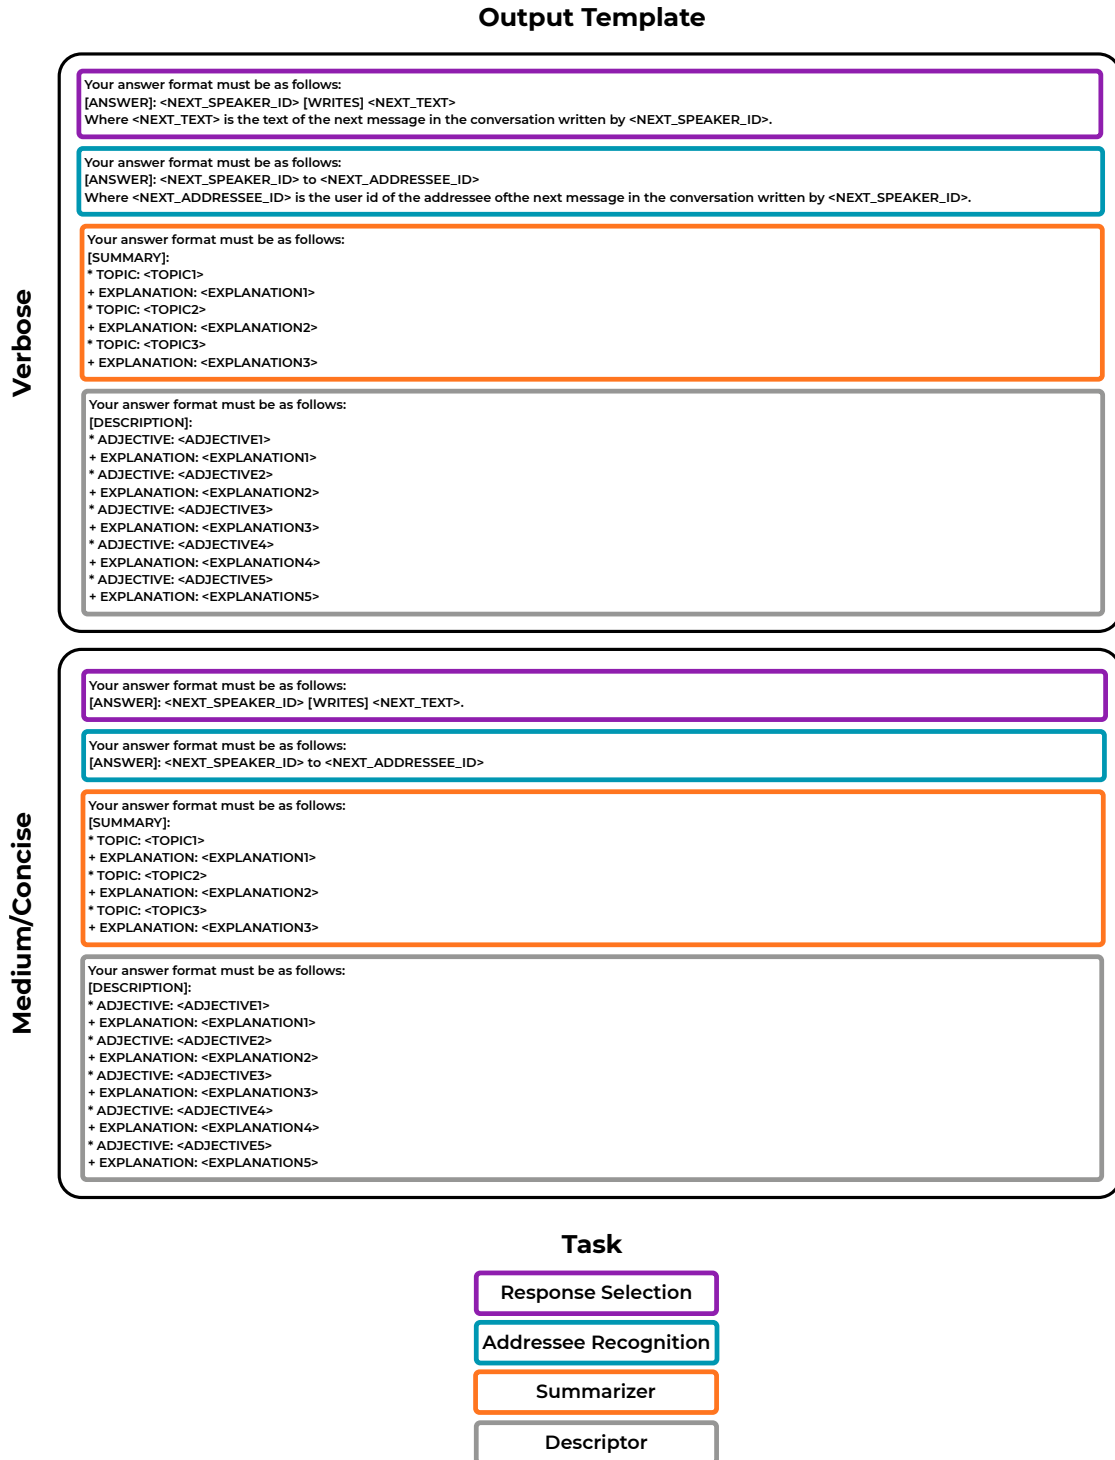 Output Template
Verbose
Your answer format must be as follows:
[ANSWER]: <NEXT_SPEAKER_ID> [WRITES] <NEXT_TEXT>
Where <NEXT_TEXT> is the text of the next message in the conversation written by <NEXT_SPEAKER_ID>.
Your answer format must be as follows:
[ANSWER]: <NEXT_SPEAKER_ID> to <NEXT_ADDRESSEE_ID>
Where <NEXT_ADDRESSEE_ID> is the user id of the addressee ofthe next message in the conversation written by <NEXT_SPEAKER_ID>.
Your answer format must be as follows:
[SUMMARY]:
* TOPIC: <TOPIC1>
+ EXPLANATION: <EXPLANATION1>
* TOPIC: <TOPIC2>
+ EXPLANATION: <EXPLANATION2>
* TOPIC: <TOPIC3>
+ EXPLANATION: <EXPLANATION3>
Your answer format must be as follows:
[DESCRIPTION]:
* ADJECTIVE: <ADJECTIVE1>
+ EXPLANATION: <EXPLANATION1>
* ADJECTIVE: <ADJECTIVE2>
+ EXPLANATION: <EXPLANATION2>
* ADJECTIVE: <ADJECTIVE3>
+ EXPLANATION: <EXPLANATION3>
* ADJECTIVE: <ADJECTIVE4>
+ EXPLANATION: <EXPLANATION4>
* ADJECTIVE: <ADJECTIVE5>
+ EXPLANATION: <EXPLANATION5>
Medium/Concise
Your answer format must be as follows:
[ANSWER]: <NEXT_SPEAKER_ID> [WRITES] <NEXT_TEXT>.
Your answer format must be as follows:
[ANSWER]: <NEXT_SPEAKER_ID> to <NEXT_ADDRESSEE_ID>
Your answer format must be as follows:
[SUMMARY]:
* TOPIC: <TOPIC1>
+ EXPLANATION: <EXPLANATION1>
* TOPIC: <TOPIC2>
+ EXPLANATION: <EXPLANATION2>
* TOPIC: <TOPIC3>
+ EXPLANATION: <EXPLANATION3>
Your answer format must be as follows:
[DESCRIPTION]:
* ADJECTIVE: <ADJECTIVE1>
+ EXPLANATION: <EXPLANATION1>
* ADJECTIVE: <ADJECTIVE2>
+ EXPLANATION: <EXPLANATION2>
* ADJECTIVE: <ADJECTIVE3>
+ EXPLANATION: <EXPLANATION3>
* ADJECTIVE: <ADJECTIVE4>
+ EXPLANATION: <EXPLANATION4>
* ADJECTIVE: <ADJECTIVE5>
+ EXPLANATION: <EXPLANATION5>
Task
Response Selection
Addressee Recognition
Summarizer
Descriptor